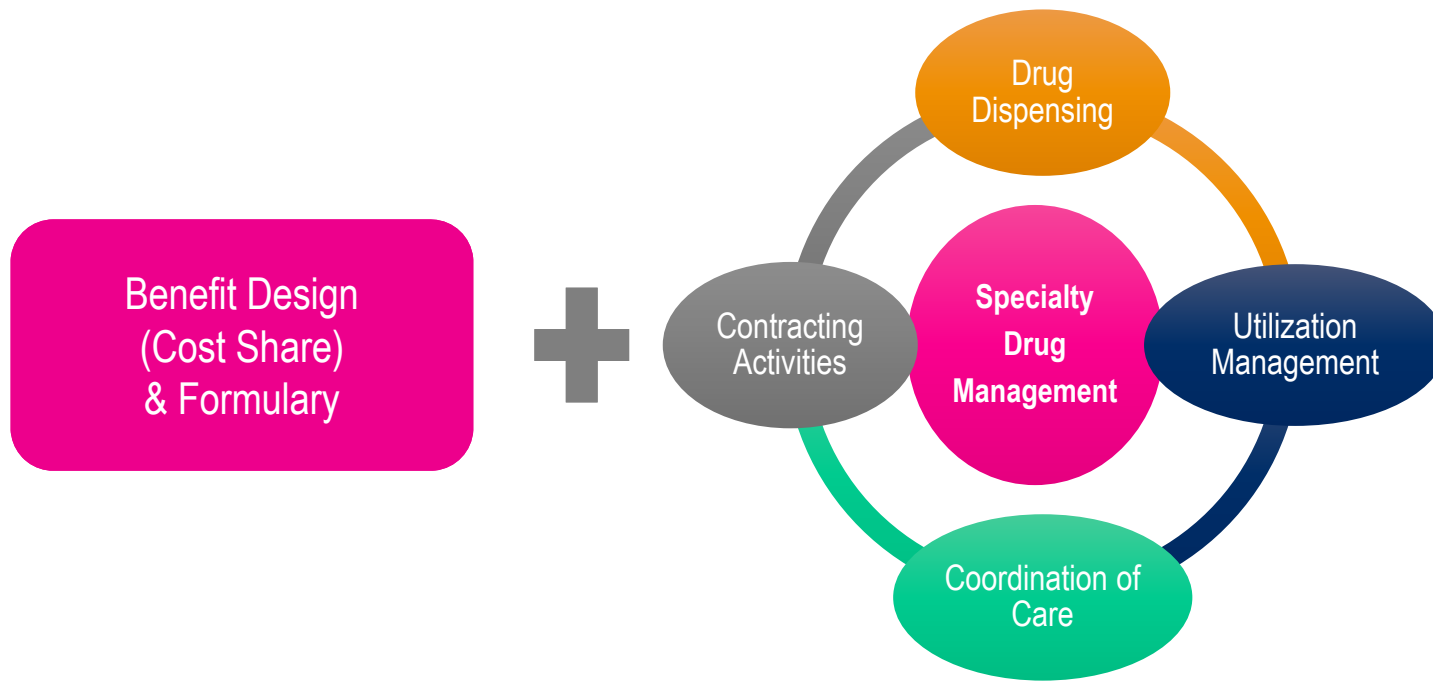 Benefit Design
(Cost Share)
& Formulary
Drug
Dispensing
Contracting
Activities
Specialty
Drug
Management
Utilization
Management
Coordination of
Care